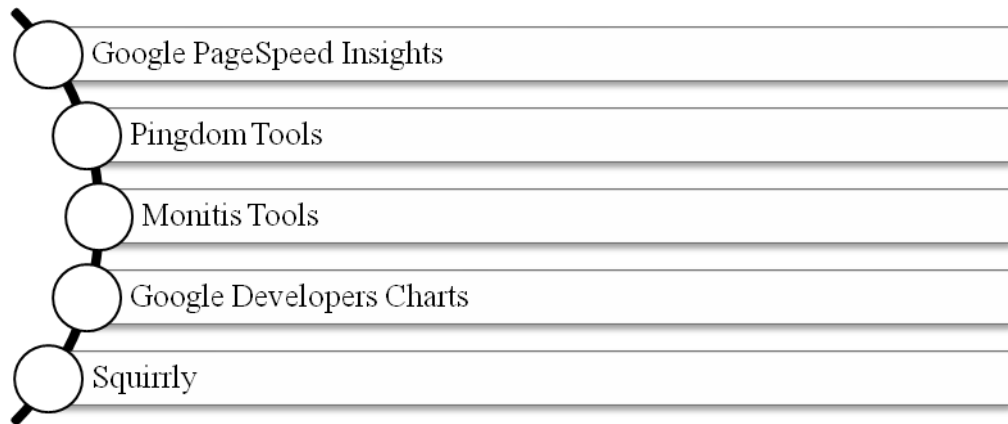 Google PageSpeed Insights
Pingdom Tools
Monitis Tools
Google Developers Charts
Squirrly